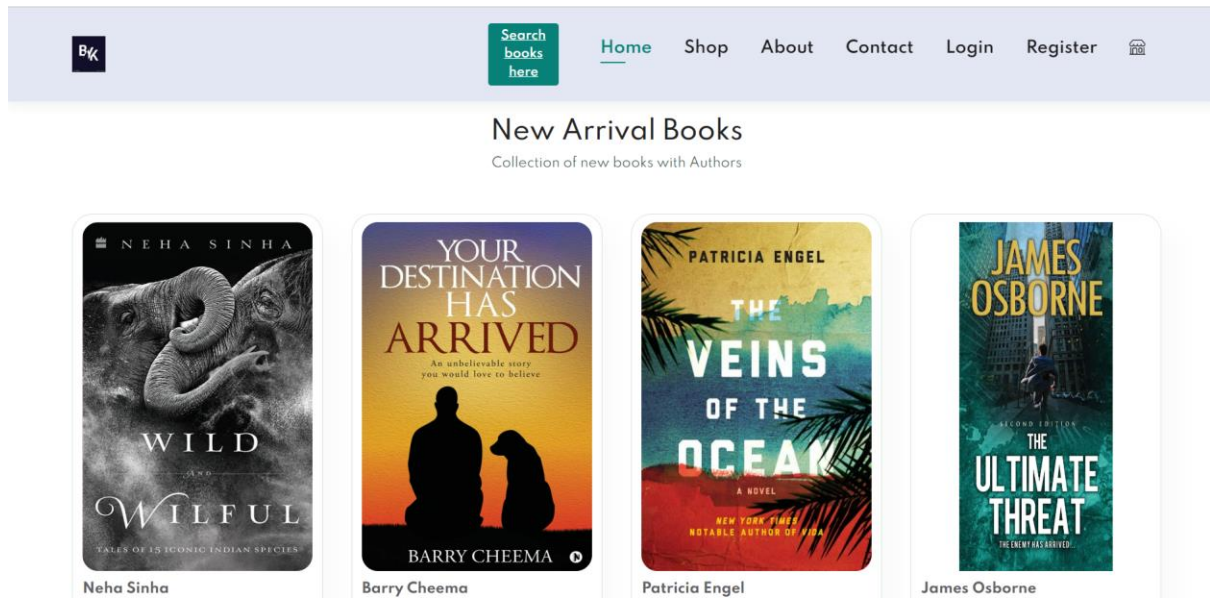 BKK
Search
books
here
Home
Shop
About
Contact
Login
Register
New Arrival Books
Collection of new books with Authors
NEHA SINHA
WILD
AND
WILFUL
TALES OF 15 ICONIC INDIAN SPECIES
Neha Sinha
YOUR
DESTINATION
HAS
ARRIVED
An unbelievable story
you would love to believe
BARRY CHEEMA
Barry Cheema
PATRICIA ENGEL
THE
VEINS
OF THE
OCEAN
A NOVEL
NEW YORK TIMES
NOTABLE AUTHOR OF VIDA
Patricia Engel
JAMES
OSBORNE
SECOND EDITION
THE
ULTIMATE
THREAT
THE ENEMY HAS ARRIVED!...
James Osborne